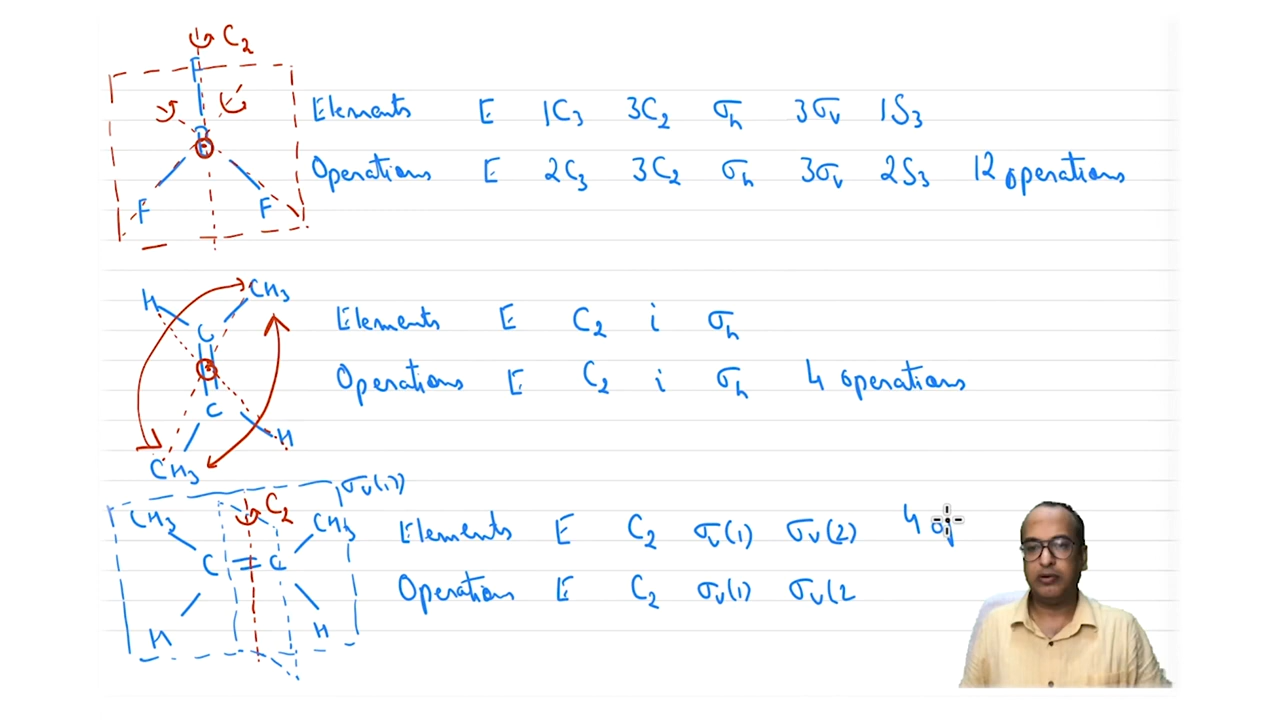 C₂
F
B
F
F
Elements E 1C₃ 3C₂ σₕ 3σᵥ 1S₃
Operations E 2C₃ 3C₂ σₕ 3σᵥ 2S₃ 12 operations
H
CH₃
C
C
H
CH₃
Elements E C₂ i σₕ
Operations E C₂ i σₕ 4 operations
σᵥ(1)
C₂
CH₃
CH₃
C = C
H
H
Elements E C₂ σᵥ(1) σᵥ(2) 4 op
Operations E C₂ σᵥ(1) σᵥ(2